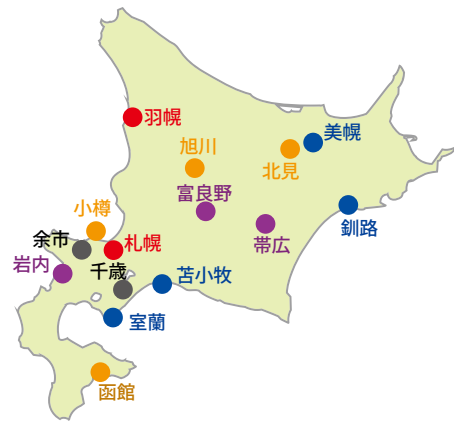 羽幌
美幌
旭川
北見
富良野
小樽
釧路
余市
札幌
帯広
岩内
千歳
苫小牧
室蘭
函館